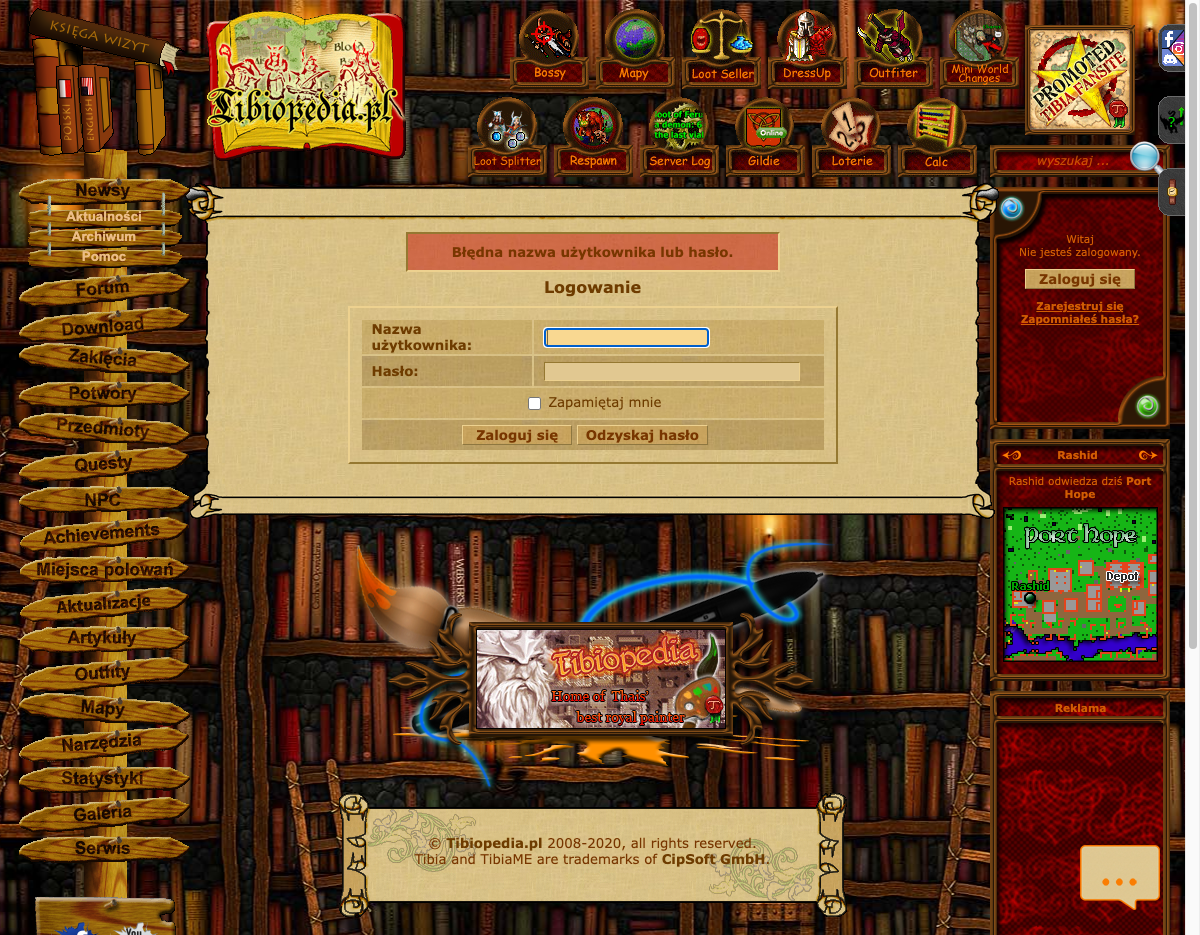 KSIĘGA WIZYT
POLSKI
ENGLISH
Tibiopedia.pl
Bossy
Mapy
Loot Seller
DressUp
Outfiter
Mini World
Changes
PROMOTED
TIBIA FANSITE
Loot Splitter
Respawn
Server Log
Online
Gildie
Loterie
Calc
wyszukaj ...
Newsy
Aktualności
Archiwum
Pomoc
Forum
Download
Zaklęcia
Potwory
Przedmioty
Questy
NPC
Achievements
Miejsca polowań
Aktualizacje
Artykuły
Outfity
Mapy
Narzędzia
Statystyki
Galeria
Serwis
You
Błędna nazwa użytkownika lub hasło.
Logowanie
Nazwa
użytkownika:
Hasło:
Zapamiętaj mnie
Zaloguj się
Odzyskaj hasło
Witaj
Nie jesteś zalogowany.
Zaloguj się
Zarejestruj się
Zapomniałeś hasła?
Rashid
Rashid odwiedza dziś Port
Hope
Port Hope
Depot
Rashid
Reklama
Tibiopedia
Home of Thais'
best royal painter
© Tibiopedia.pl 2008-2020, all rights reserved.
Tibia and TibiaME are trademarks of CipSoft GmbH.